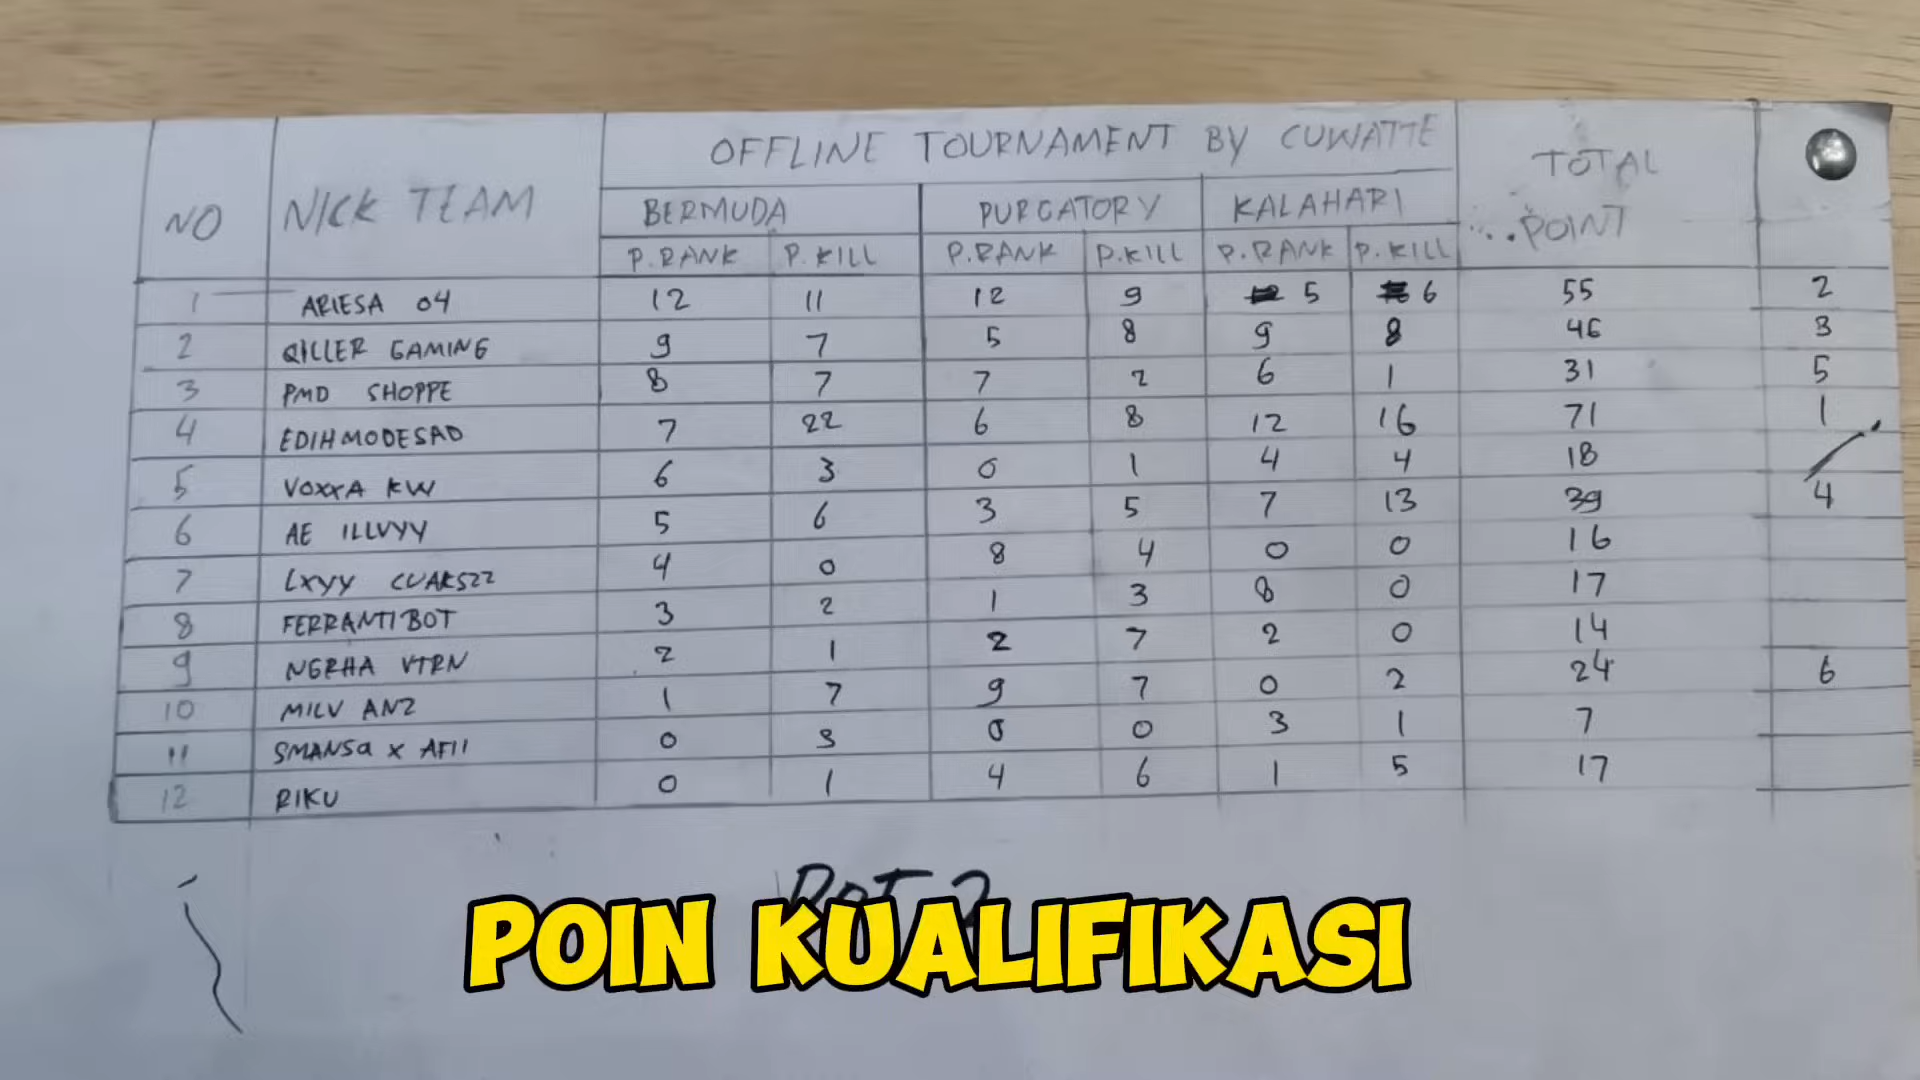 OFFLINE TOURNAMENT BY CUWATTE
NO NICK TEAM BERMUDA PURGATORY KALAHARI TOTAL POINT
P.RANK P.KILL P.RANK P.KILL P.RANK P.KILL
1 ARIESA 04 12 11 12 9 5 6 55 2
2 QILLER GAMING 9 7 5 8 9 8 46 3
3 PMD SHOPPE 8 7 7 2 6 1 31 5
4 EDIHMODESAD 7 22 6 8 12 16 71 1
5 VOXXA KW 6 3 0 1 4 4 18
6 AE ILLVYY 5 6 3 5 7 13 39 4
7 LXYY CUAKSZZ 4 0 8 4 0 0 16
8 FERRANTIBOT 3 2 1 3 8 0 17
9 NGRHA VTRN 2 1 2 7 2 0 14
10 MILV ANZ 1 7 9 7 0 2 24 6
11 SMANSA X AFII 0 3 0 0 3 1 7
12 RIKU 0 1 4 6 1 5 17
POIN KUALIFIKASI